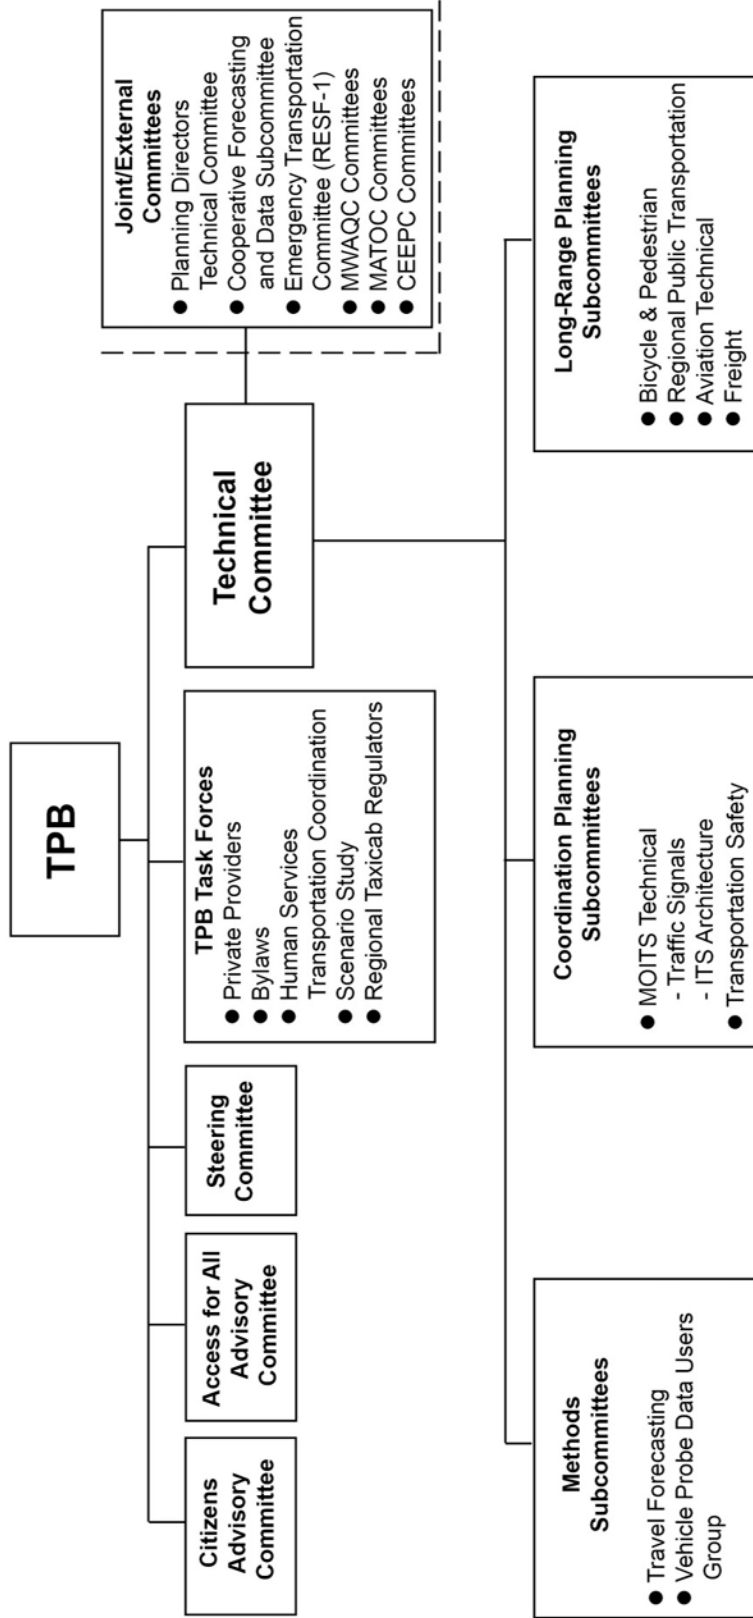 TPB
Citizens
Advisory
Committee
Access for All
Advisory
Committee
Steering
Committee
TPB Task Forces
● Private Providers
● Bylaws
● Human Services
Transportation Coordination
● Scenario Study
● Regional Taxicab Regulators
Technical
Committee
Joint/External
Committees
● Planning Directors
Technical Committee
● Cooperative Forecasting
and Data Subcommittee
● Emergency Transportation
Committee (RESF-1)
● MWAQC Committees
● MATOC Committees
● CEEPC Committees
Methods
Subcommittees
● Travel Forecasting
● Vehicle Probe Data Users
Group
Coordination Planning
Subcommittees
● MOITS Technical
- Traffic Signals
- ITS Architecture
● Transportation Safety
Long-Range Planning
Subcommittees
● Bicycle & Pedestrian
● Regional Public Transportation
● Aviation Technical
● Freight